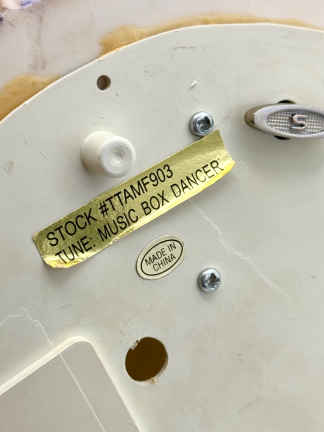 S
STOCK #TTAMF903
TUNE: MUSIC BOX DANCER
MADE IN
CHINA